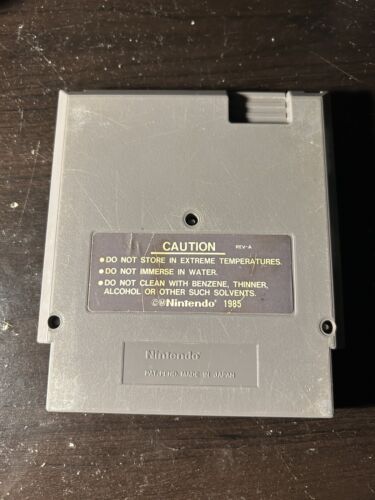 CAUTION REV-A
•DO NOT STORE IN EXTREME TEMPERATURES.
•DO NOT IMMERSE IN WATER.
•DO NOT CLEAN WITH BENZENE, THINNER,
ALCOHOL OR OTHER SUCH SOLVENTS.
©Ⓜ Nintendo 1985
Nintendo®
PAT. PEND. MADE IN JAPAN